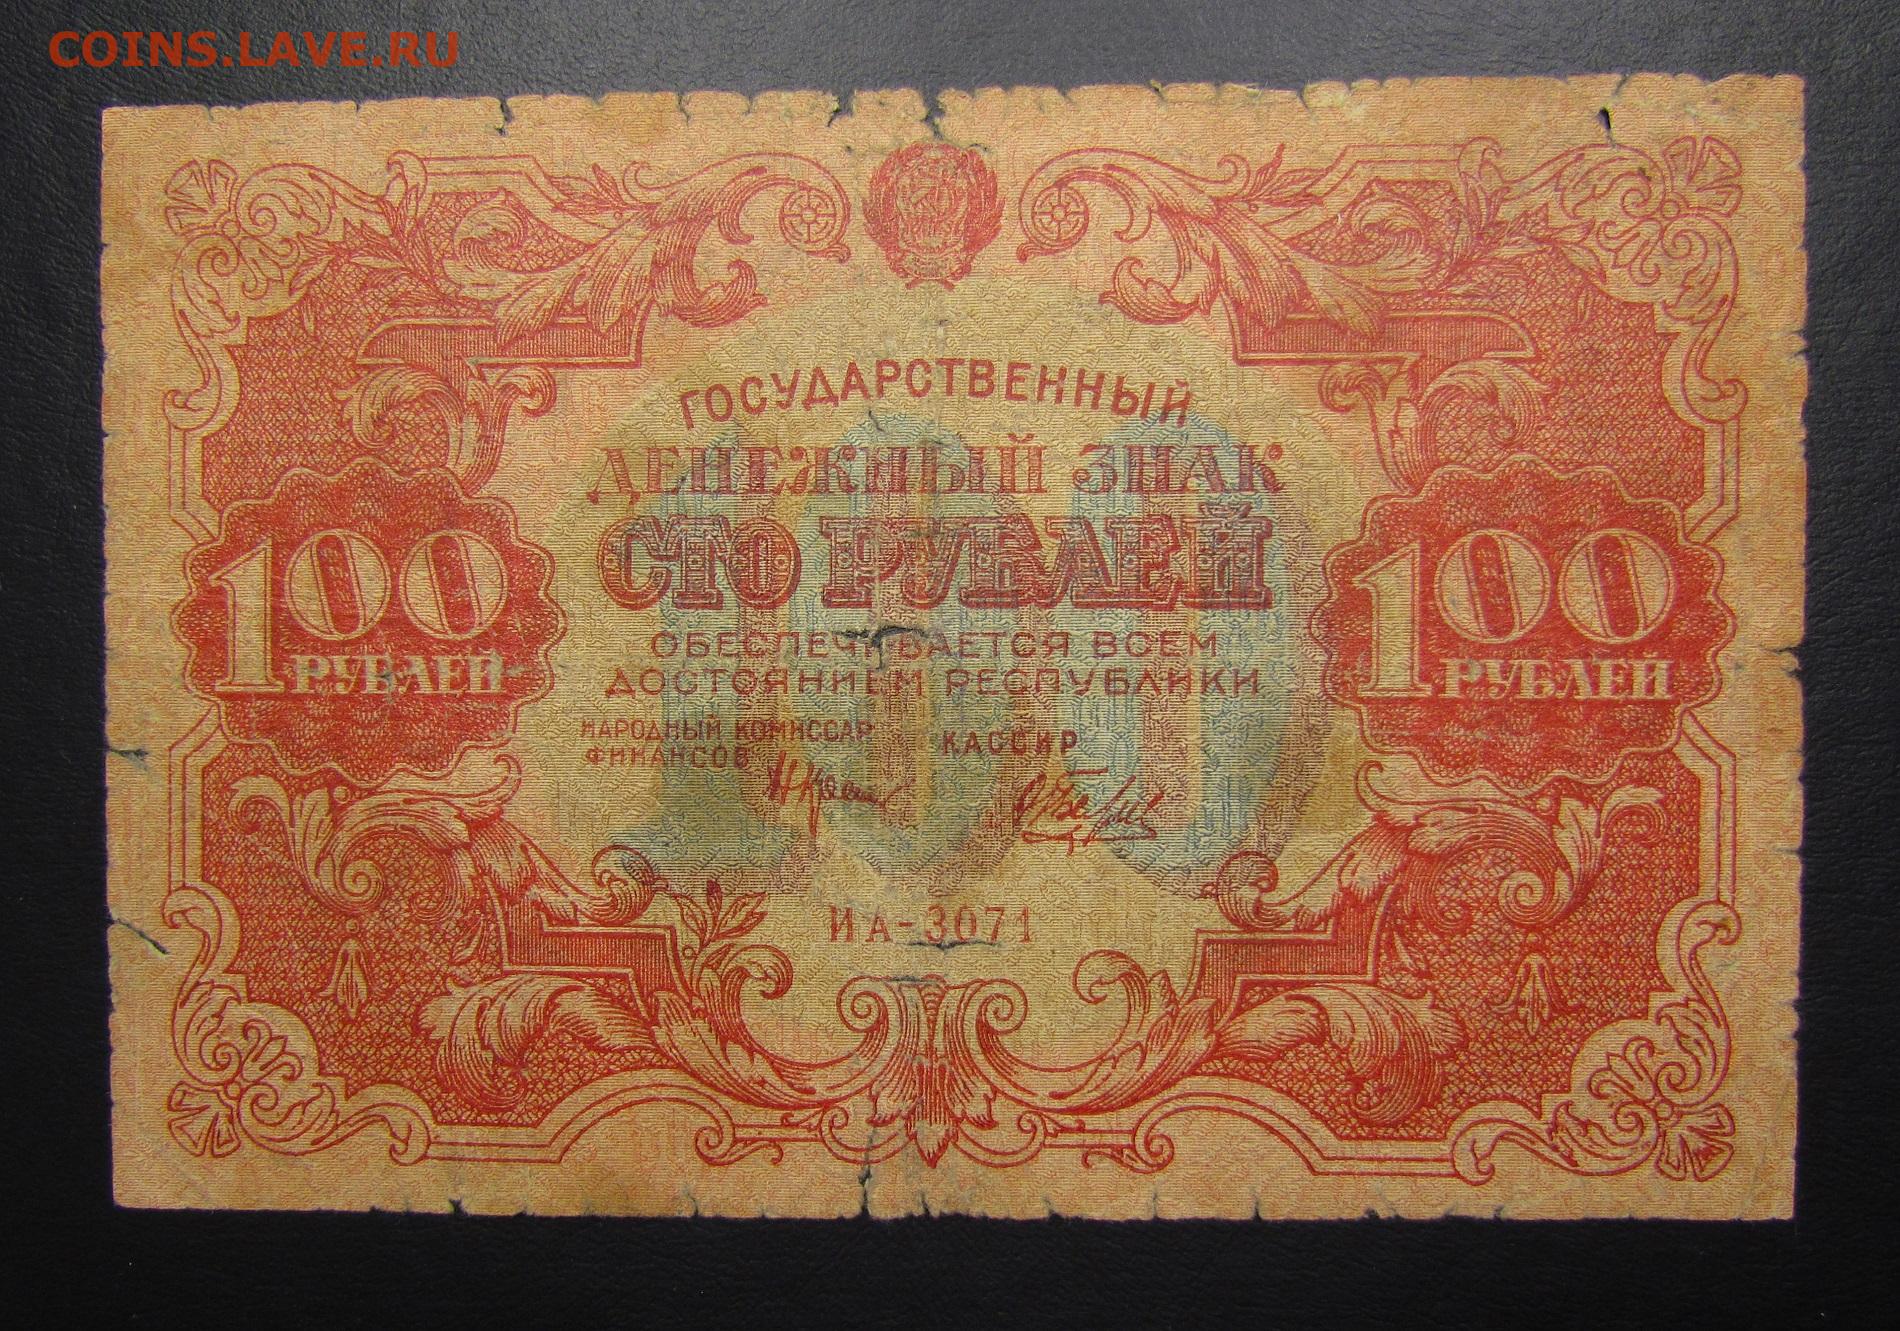 COINS.LAVE.RU
ГОСУДАРСТВЕННЫЙ
ДЕНЕЖНЫЙ ЗНАК
СТО РУБЛЕЙ
100
100
100
РУБЛЕЙ
РУБЛЕЙ
ОБЕСПЕЧИВАЕТСЯ ВСЕМ
ДОСТОЯНИЕМ РЕСПУБЛИКИ
НАРОДНЫЙ КОМИССАР
ФИНАНСОВ
КАССИР
ИА-3071